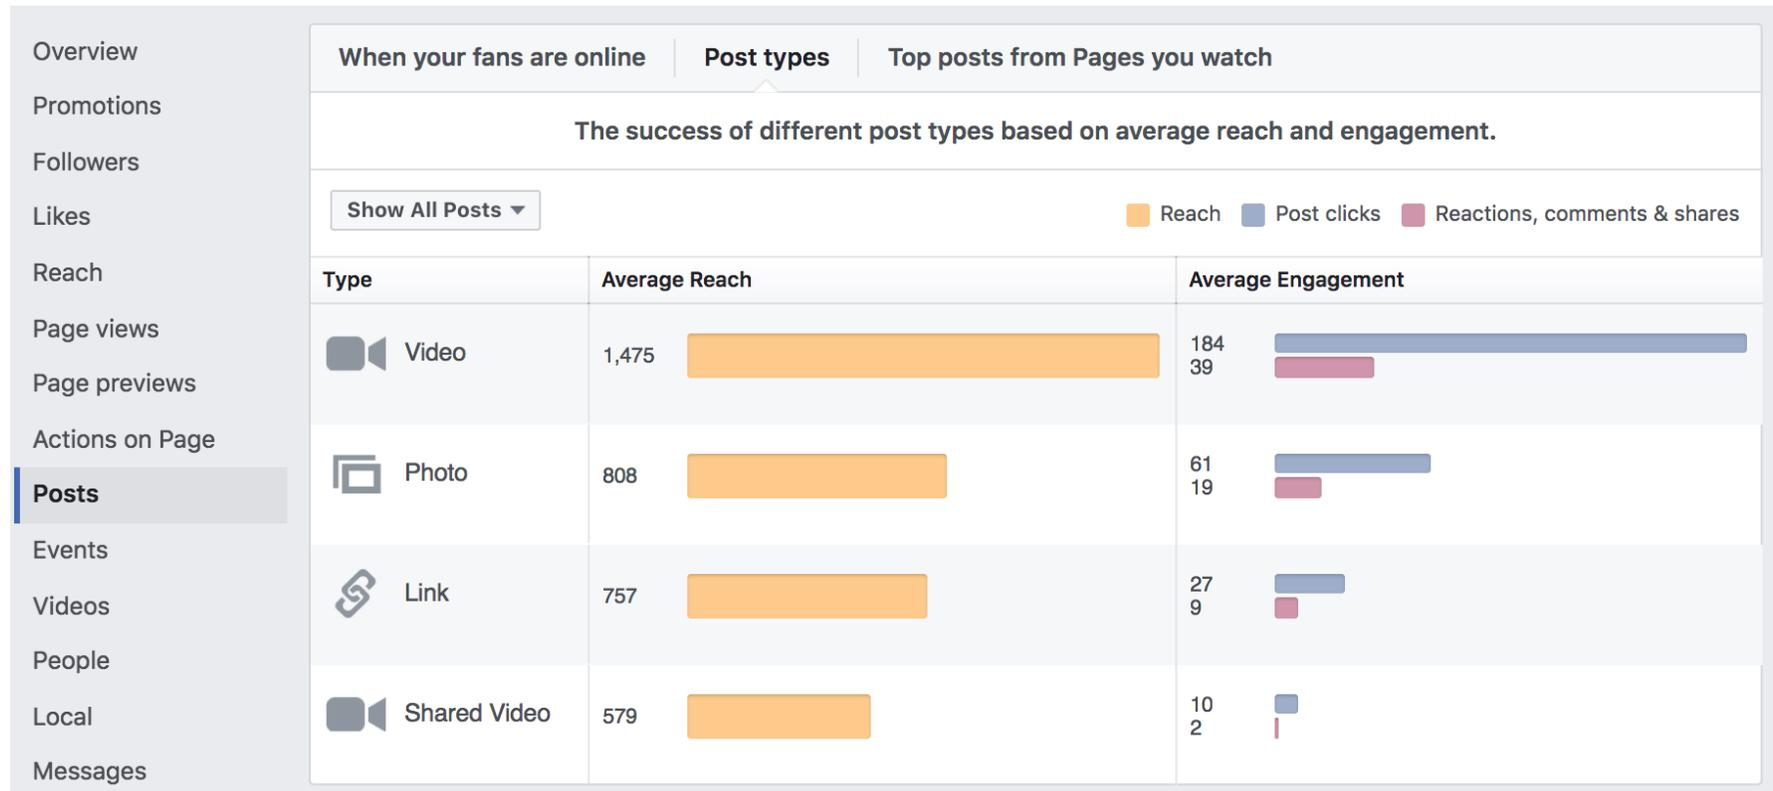 Overview
Promotions
Followers
Likes
Reach
Page views
Page previews
Actions on Page
Posts
Events
Videos
People
Local
Messages
When your fans are online Post types Top posts from Pages you watch
The success of different post types based on average reach and engagement.
Show All Posts
Reach Post clicks Reactions, comments & shares
Type Average Reach Average Engagement
Video 1,475 184
39
Photo 808 61
19
Link 757 27
9
Shared Video 579 10
2